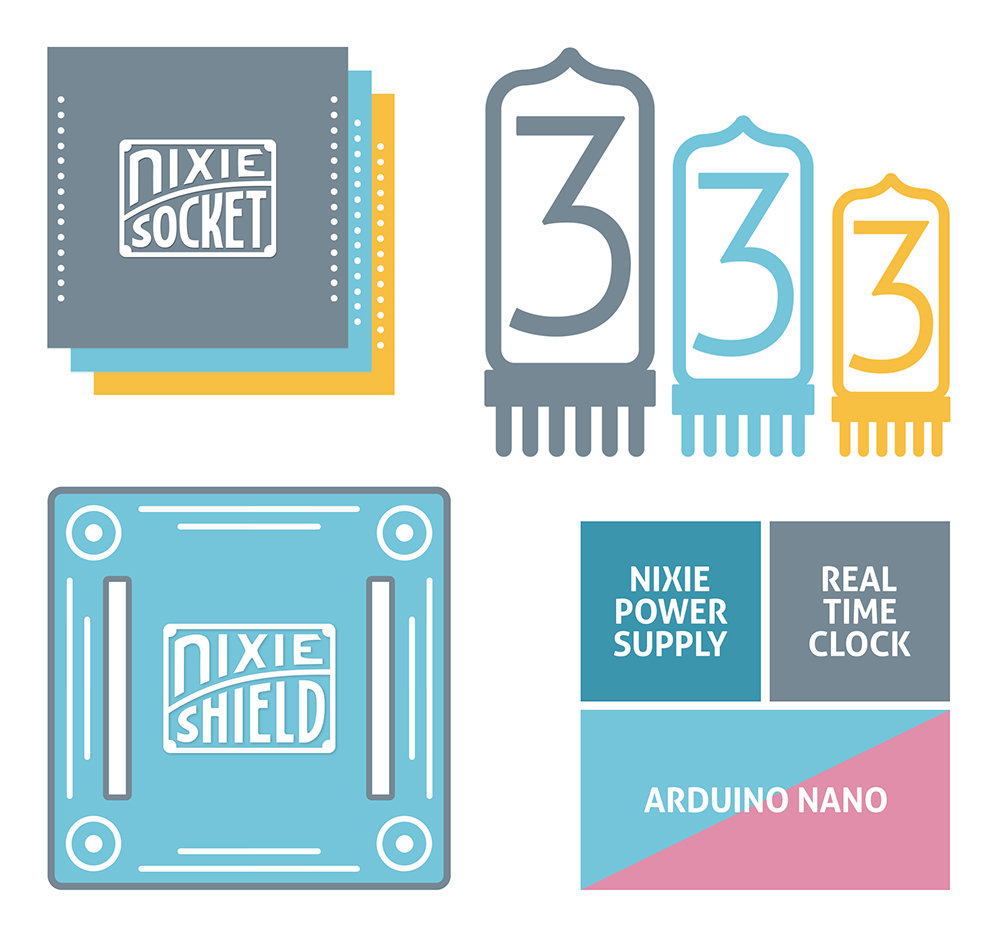 NIXIE
SOCKET
3
3
3
NIXIE
SHIELD
NIXIE
POWER
SUPPLY
REAL
TIME
CLOCK
ARDUINO NANO